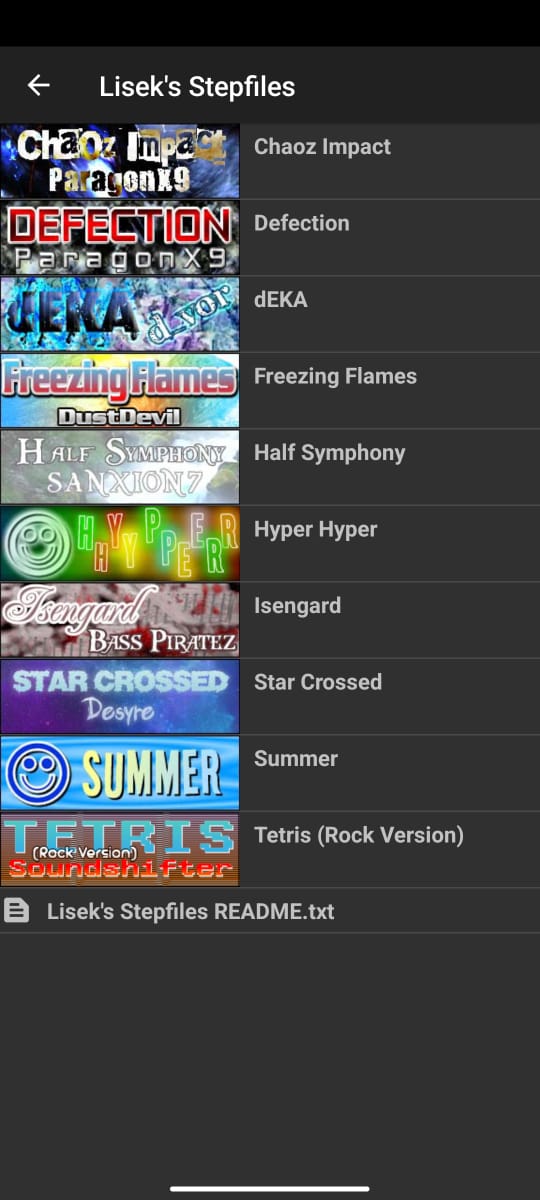 Lisek's Stepfiles
ChaOz Impact
ParagonX9
Chaoz Impact
DEFECTION
ParagonX9
Defection
dEKA
d_vor
dEKA
Freezing Flames
DustDevil
Freezing Flames
Half Symphony
SANXION7
Half Symphony
HHYYPPEERR
Hyper Hyper
Isengard
Bass Piratez
Isengard
STAR CROSSED
Desyre
Star Crossed
SUMMER
Summer
TETRIS
(Rock Version)
Soundshifter
Tetris (Rock Version)
Lisek's Stepfiles README.txt